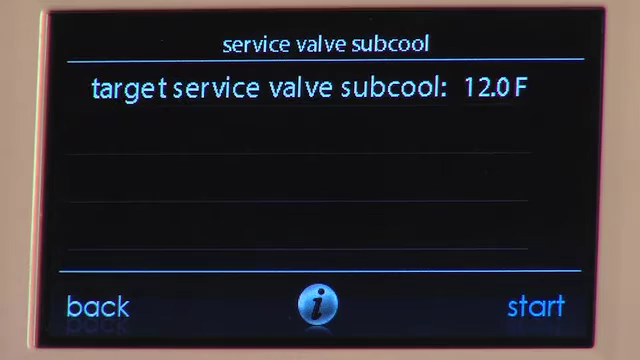 service valve subcool
target service valve subcool: 12.0 F
back
i
start